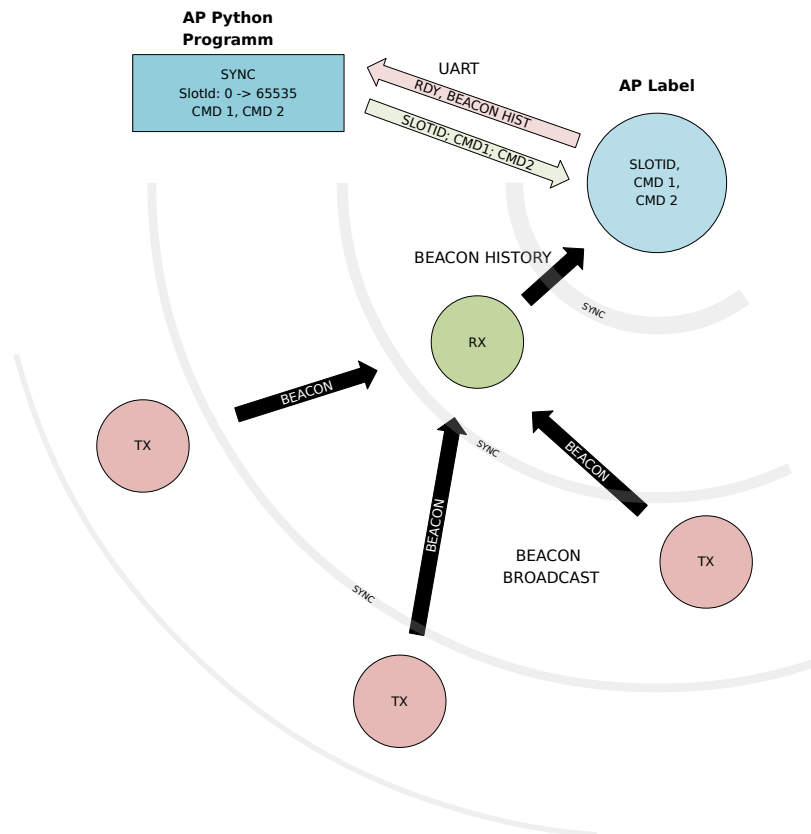 AP Python
Programm
SYNC
SlotId: 0 -> 65535
CMD 1, CMD 2
UART
RDY, BEACON HIST
SLOTID; CMD1; CMD2
AP Label
SLOTID,
CMD 1,
CMD 2
BEACON HISTORY
SYNC
RX
BEACON
TX
SYNC
BEACON
BEACON
BEACON
BROADCAST
TX
SYNC
TX